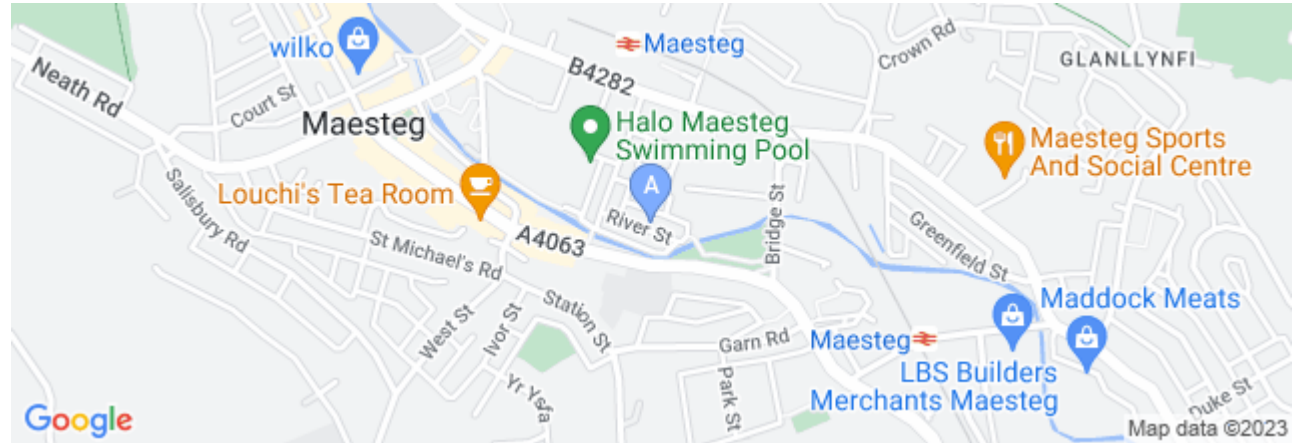 wilko
Maesteg
Crown Rd
GLANLLYNFI
Neath Rd
Court St
B4282
Maesteg
Halo Maesteg
Swimming Pool
Maesteg Sports
And Social Centre
A
Louchi's Tea Room
Salisbury Rd
St Michael's Rd
A4063
River St
Bridge St
Greenfield St
Station St
West St
Ivor St
Yr Ysfa
Garn Rd
Park St
Maesteg
Maddock Meats
LBS Builders
Merchants Maesteg
Duke St
Google
Map data ©2023